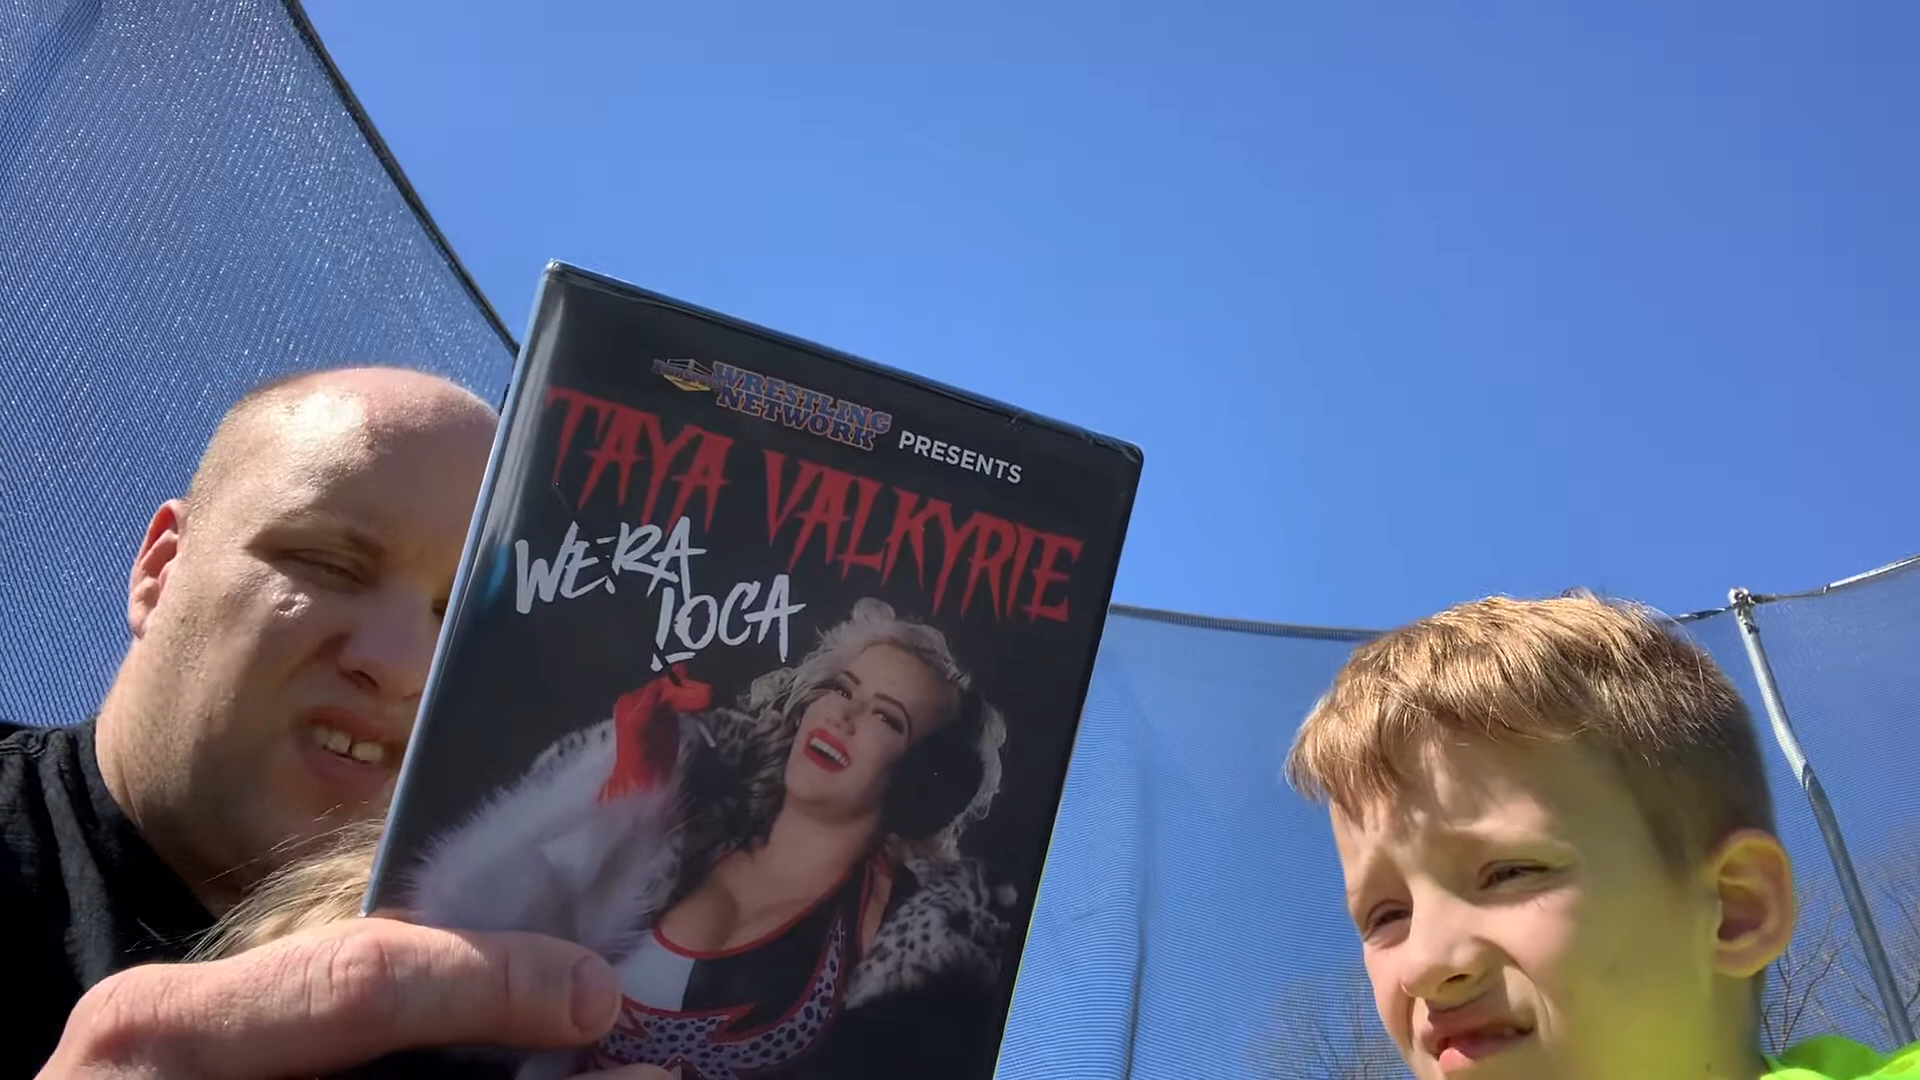 WRESTLING
NETWORK
PRESENTS
TAYA VALKYRIE
WERA
LOCA